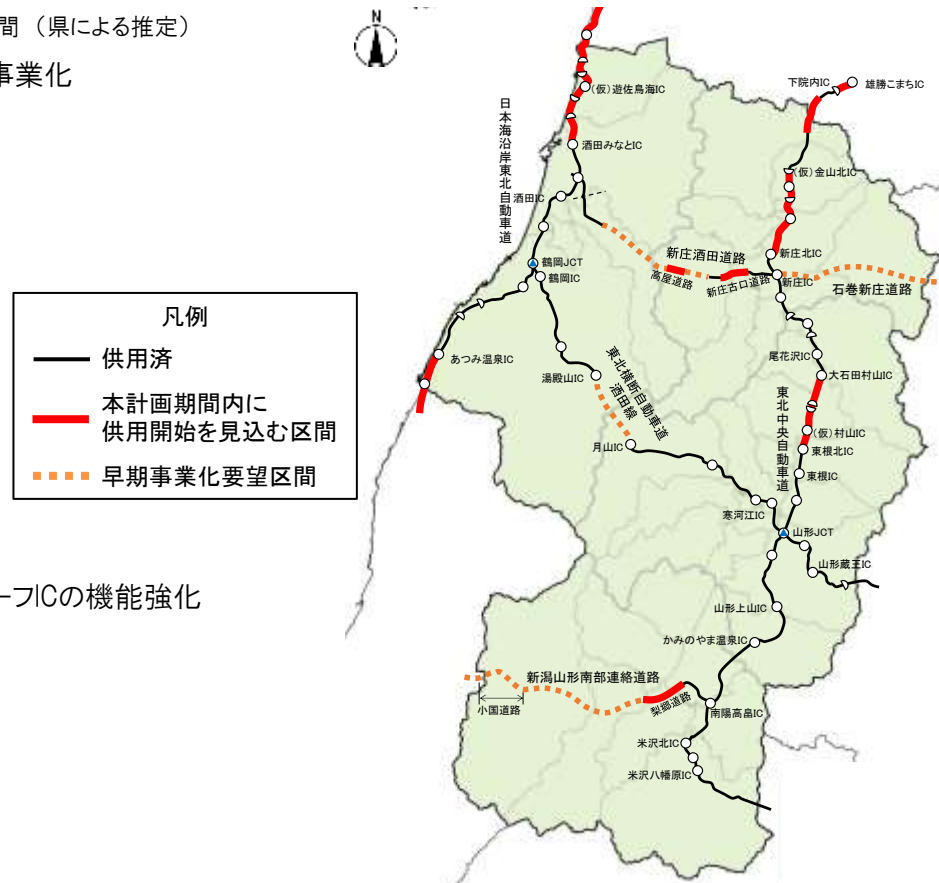 間 （県による推定）
事業化
N
凡例
供用済
本計画期間内に
供用開始を見込む区間
早期事業化要望区間
ーフICの機能強化
下院内IC
雄勝こまちIC
(仮)遊佐鳥海IC
日本海沿岸東北自動車道
酒田みなとIC
(仮)金山北IC
酒田IC
新庄酒田道路
新庄北IC
鶴岡JCT
鶴岡IC
高屋道路
新庄古口道路
新庄IC
石巻新庄道路
あつみ温泉IC
湯殿山IC
東北横断自動車道
酒田線
尾花沢IC
大石田村山IC
東北中央自動車道
月山IC
(仮)村山IC
東根北IC
東根IC
寒河江IC
山形JCT
山形蔵王IC
山形上山IC
かみのやま温泉IC
新潟山形南部連絡道路
小国道路
梨郷道路
南陽高畠IC
米沢北IC
米沢八幡原IC